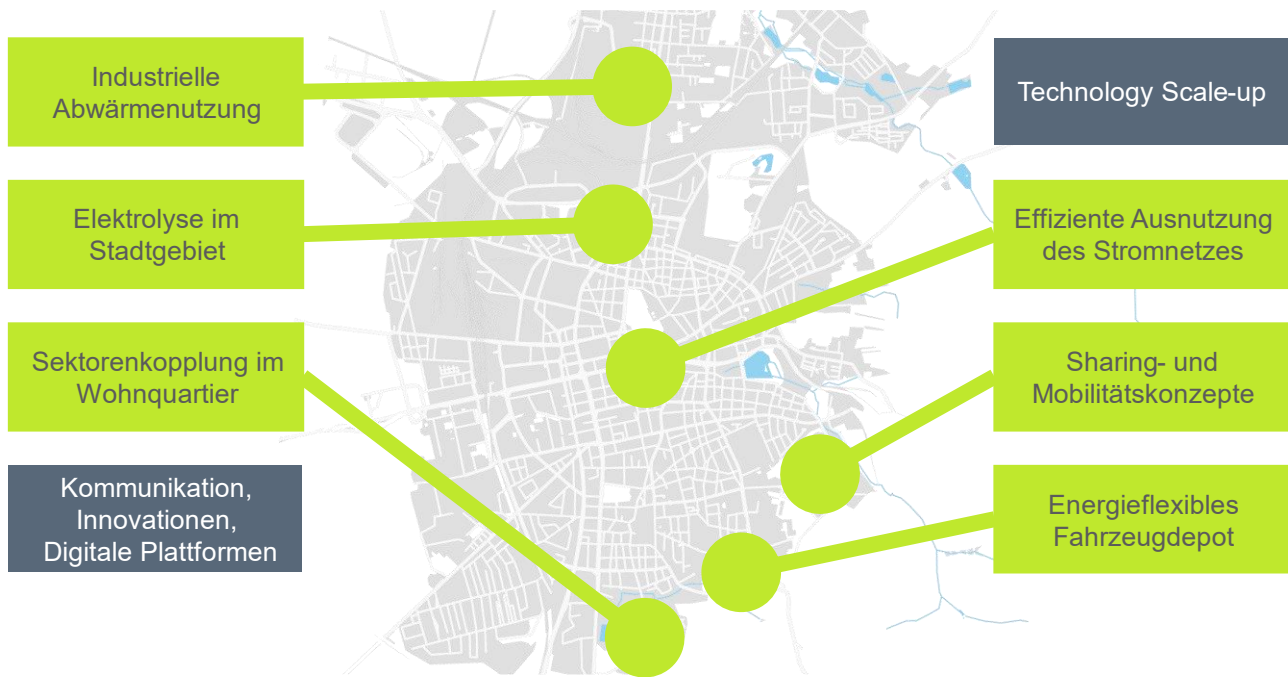 Industrielle
Abwärmenutzung
Elektrolyse im
Stadtgebiet
Sektorenkopplung im
Wohnquartier
Kommunikation,
Innovationen,
Digitale Plattformen
Technology Scale-up
Effiziente Ausnutzung
des Stromnetzes
Sharing- und
Mobilitätskonzepte
Energieflexibles
Fahrzeugdepot